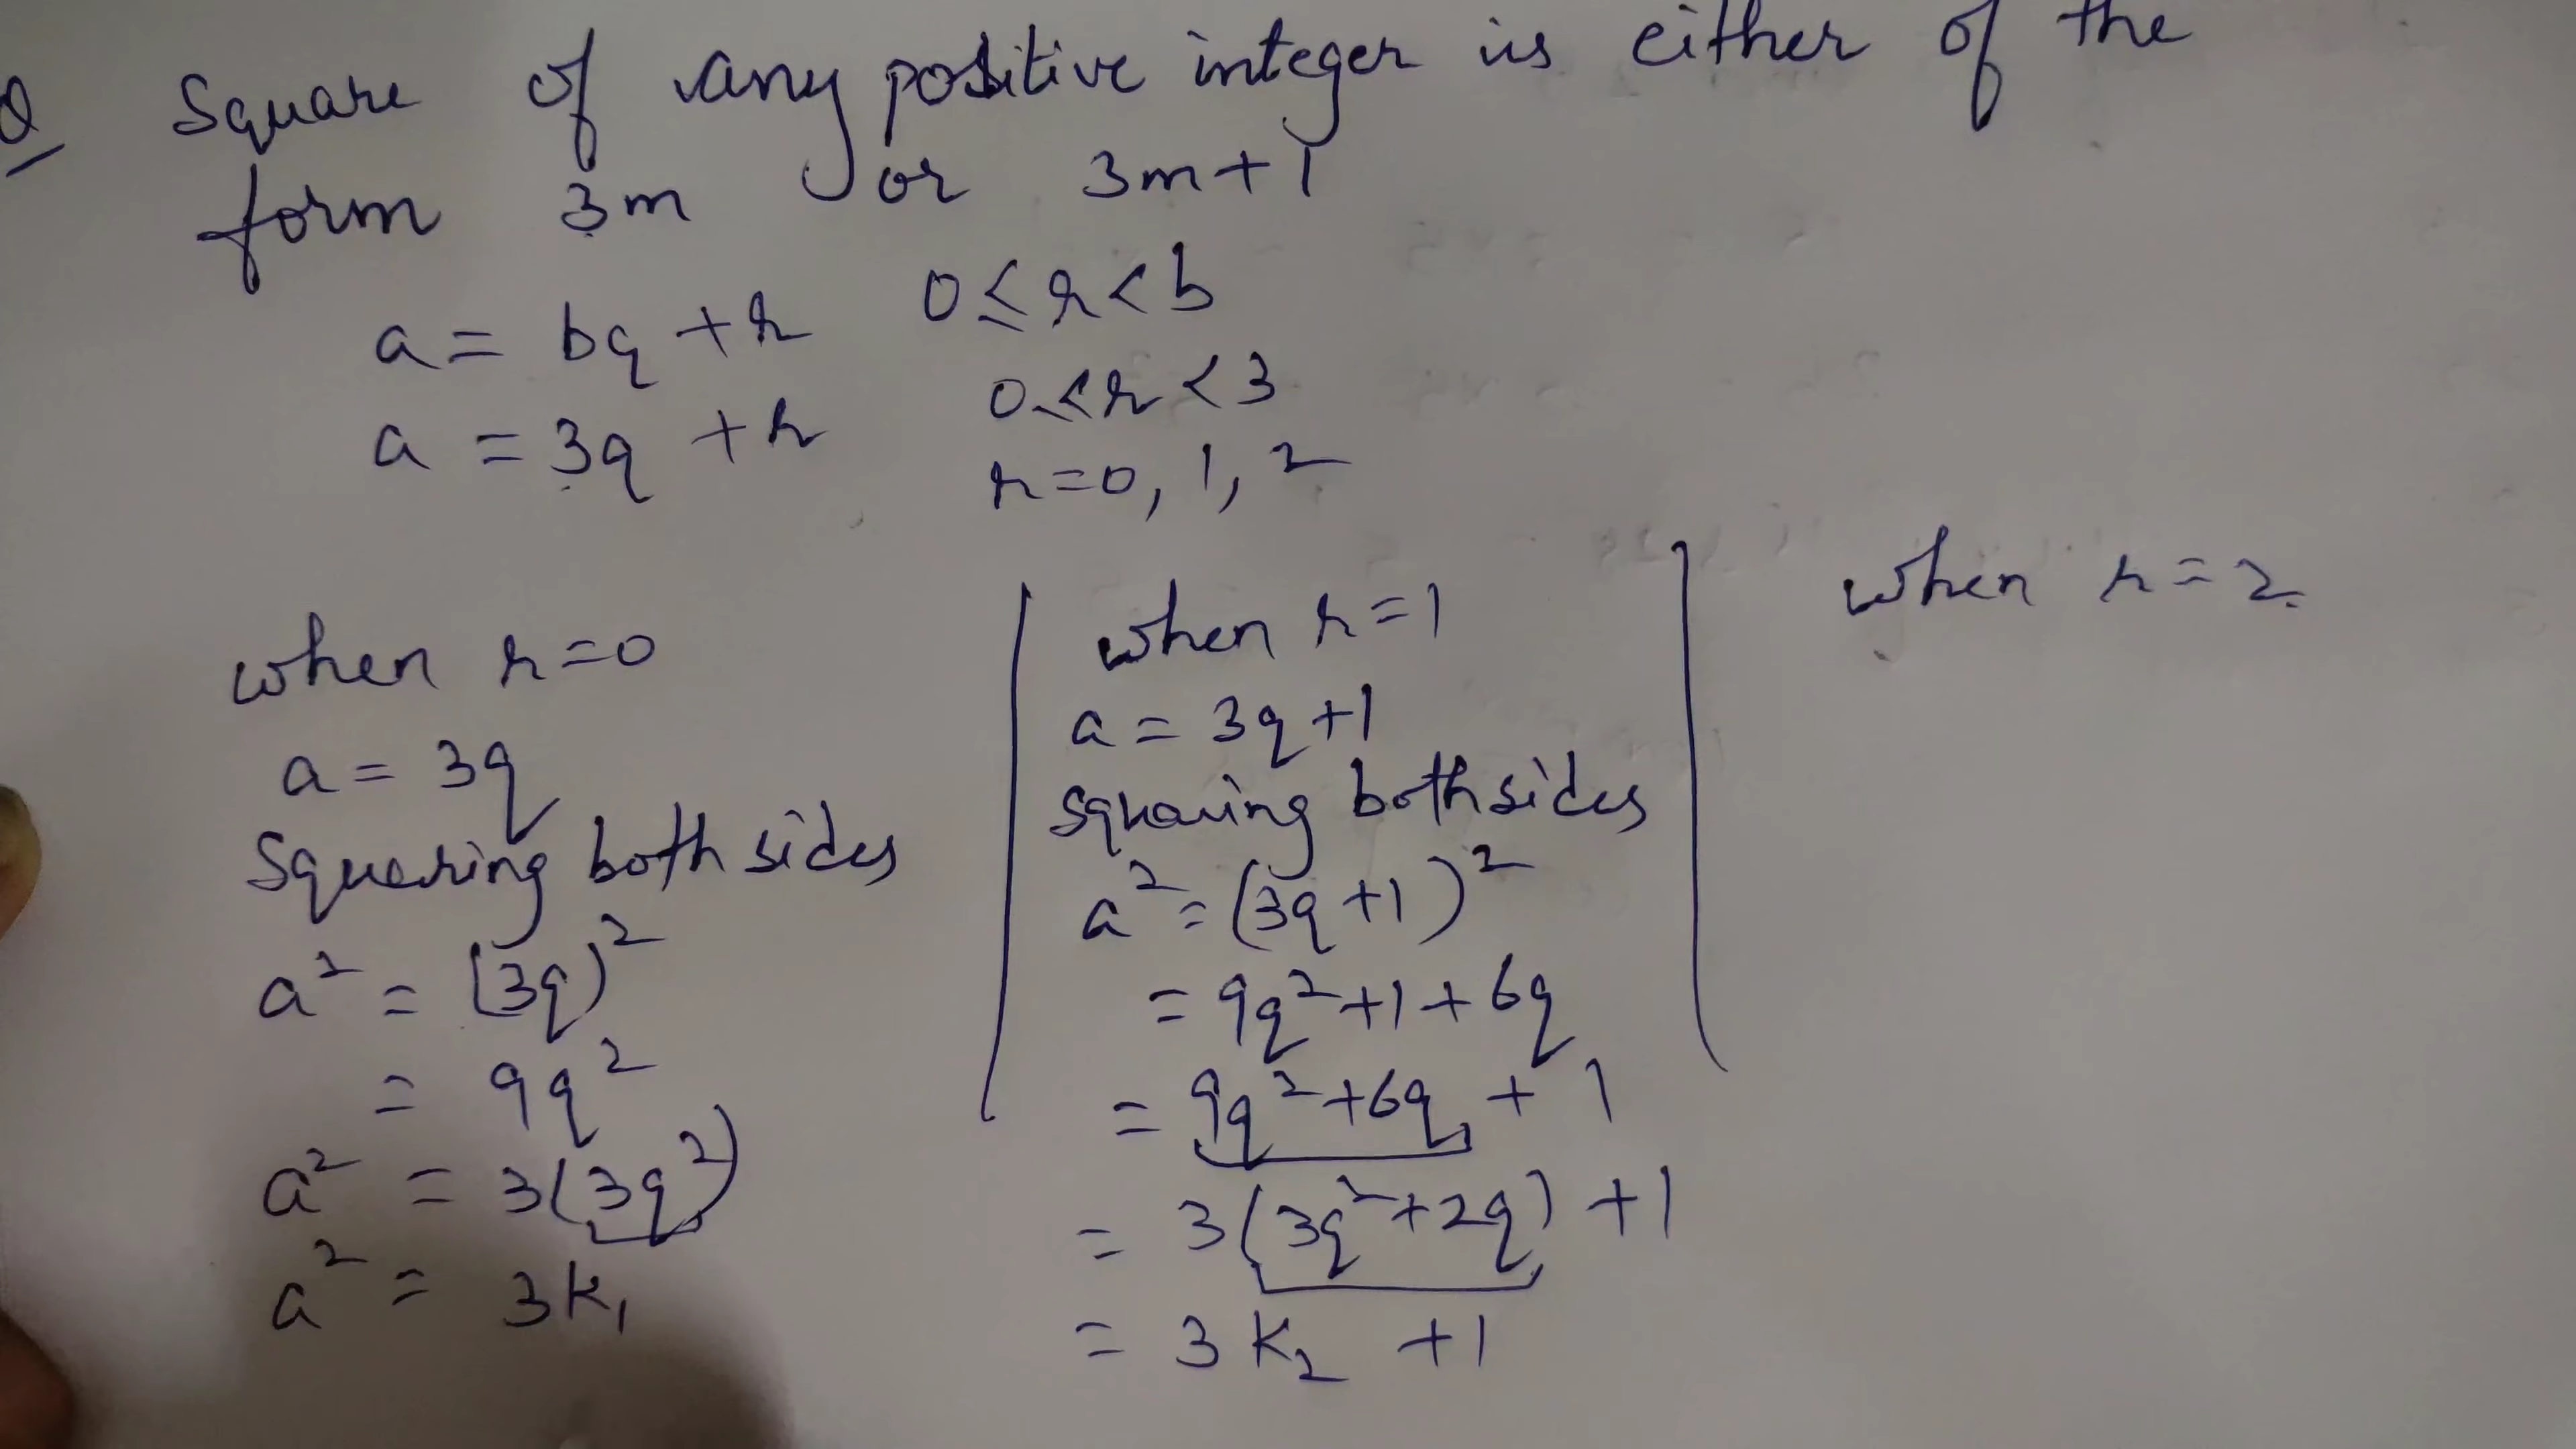 Q Square of any positive integer is either of the
form 3m or 3m+1
a = bq + r 0 ≤ r < b
a = 3q + r 0 ≤ r < 3
r = 0, 1, 2
when r = 0
a = 3q
Squaring both sides
a² = (3q)²
= 9q²
a² = 3(3q²)
a² = 3K₁
when r = 1
a = 3q + 1
Squaring both sides
a² = (3q + 1)²
= 9q² + 1 + 6q
= 9q² + 6q + 1
= 3(3q² + 2q) + 1
= 3K₂ + 1
when r = 2.